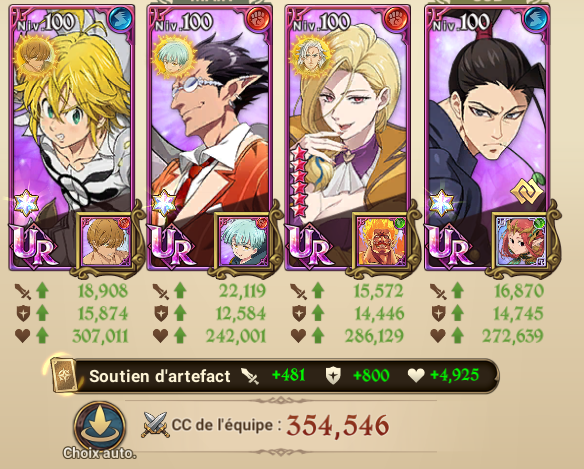 Niv.100 Niv.100 Niv.100 Niv.100
UR UR UR UR
18,908 22,119 15,572 16,870
15,874 12,584 14,446 14,745
307,011 242,001 286,129 272,639
Soutien d'artefact +481 +800 +4,925
CC de l'équipe : 354,546
Choix auto.